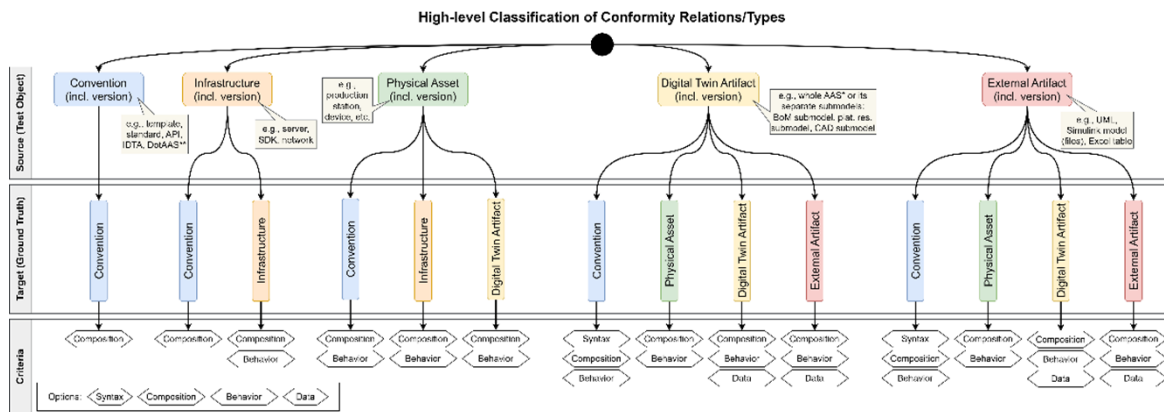 High-level Classification of Conformity Relations/Types
Source (Test Object)
Convention
(incl. version)
e.g., template,
standard, API,
IDTA, DotAAS**
Infrastructure
(incl. version)
e.g., server,
SDK, network
Physical Asset
(incl. version)
e.g.,
production
station,
device, etc.
Digital Twin Artifact
(incl. version)
e.g., whole AAS* or its
separate submodels:
BoM submodel, plat. res.
submodel, CAD submodel
External Artifact
(incl. version)
e.g., UML,
Simulink model
(files), Excel table
Target (Ground Truth)
Convention
Convention
Infrastructure
Convention
Infrastructure
Digital Twin Artifact
Convention
Physical Asset
Digital Twin Artifact
External Artifact
Convention
Physical Asset
Digital Twin Artifact
External Artifact
Criteria
Composition
Composition
Composition
Behavior
Composition
Behavior
Composition
Behavior
Composition
Behavior
Syntax
Composition
Behavior
Composition
Behavior
Composition
Behavior
Data
Composition
Behavior
Data
Syntax
Composition
Behavior
Composition
Behavior
Composition
Behavior
Data
Composition
Behavior
Data
Options: Syntax Composition Behavior Data